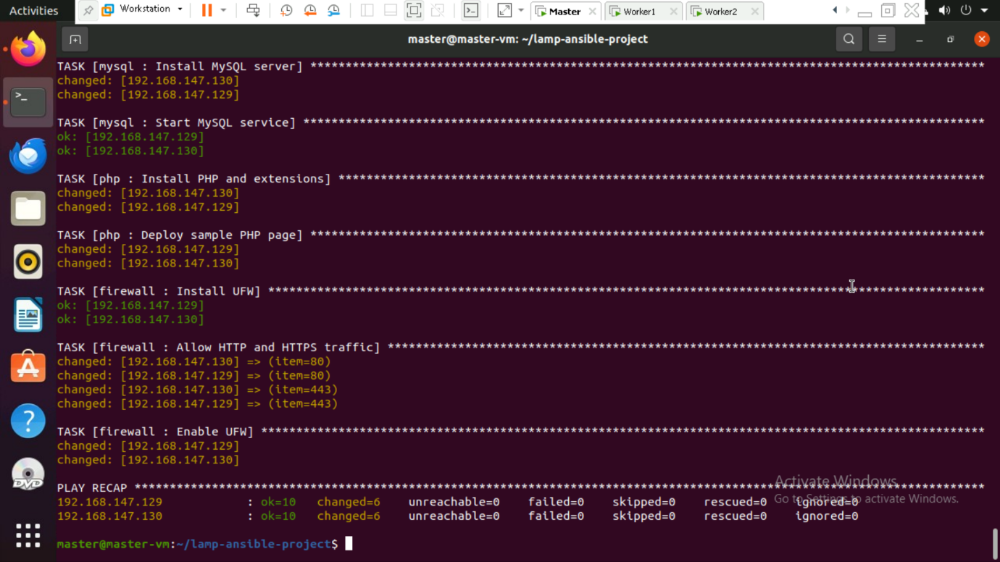 Activities
Workstation
Master
Worker1
Worker2
master@master-vm: ~/lamp-ansible-project
TASK [mysql : Install MySQL server] ************************************************************************************************
changed: [192.168.147.130]
changed: [192.168.147.129]
TASK [mysql : Start MySQL service] *************************************************************************************************
ok: [192.168.147.129]
ok: [192.168.147.130]
TASK [php : Install PHP and extensions] ********************************************************************************************
changed: [192.168.147.130]
changed: [192.168.147.129]
TASK [php : Deploy sample PHP page] ************************************************************************************************
changed: [192.168.147.129]
changed: [192.168.147.130]
TASK [firewall : Install UFW] ******************************************************************************************************
ok: [192.168.147.129]
ok: [192.168.147.130]
TASK [firewall : Allow HTTP and HTTPS traffic] *************************************************************************************
changed: [192.168.147.130] => (item=80)
changed: [192.168.147.129] => (item=80)
changed: [192.168.147.130] => (item=443)
changed: [192.168.147.129] => (item=443)
TASK [firewall : Enable UFW] *******************************************************************************************************
changed: [192.168.147.129]
changed: [192.168.147.130]
PLAY RECAP *************************************************************************************************************************
192.168.147.129 : ok=10 changed=6 unreachable=0 failed=0 skipped=0 rescued=0 ignored=0
192.168.147.130 : ok=10 changed=6 unreachable=0 failed=0 skipped=0 rescued=0 ignored=0
master@master-vm:~/lamp-ansible-project$
Activate Windows
Go to Settings to activate Windows.
>_
DVD